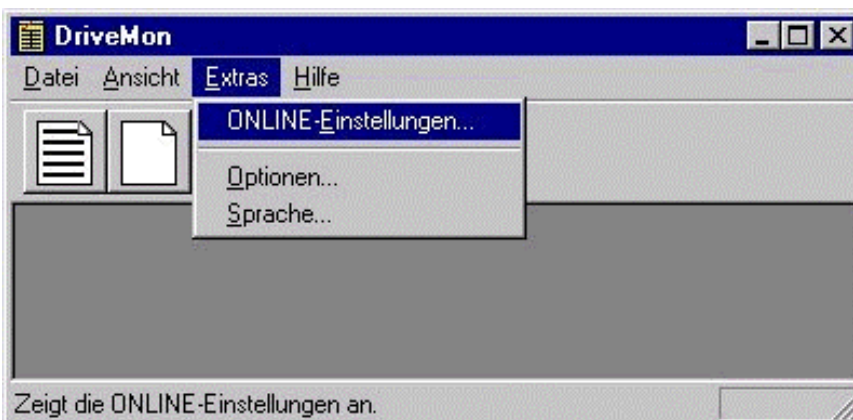 DriveMon
Datei Ansicht Extras Hilfe
ONLINE-Einstellungen...
Optionen...
Sprache...
Zeigt die ONLINE-Einstellungen an.